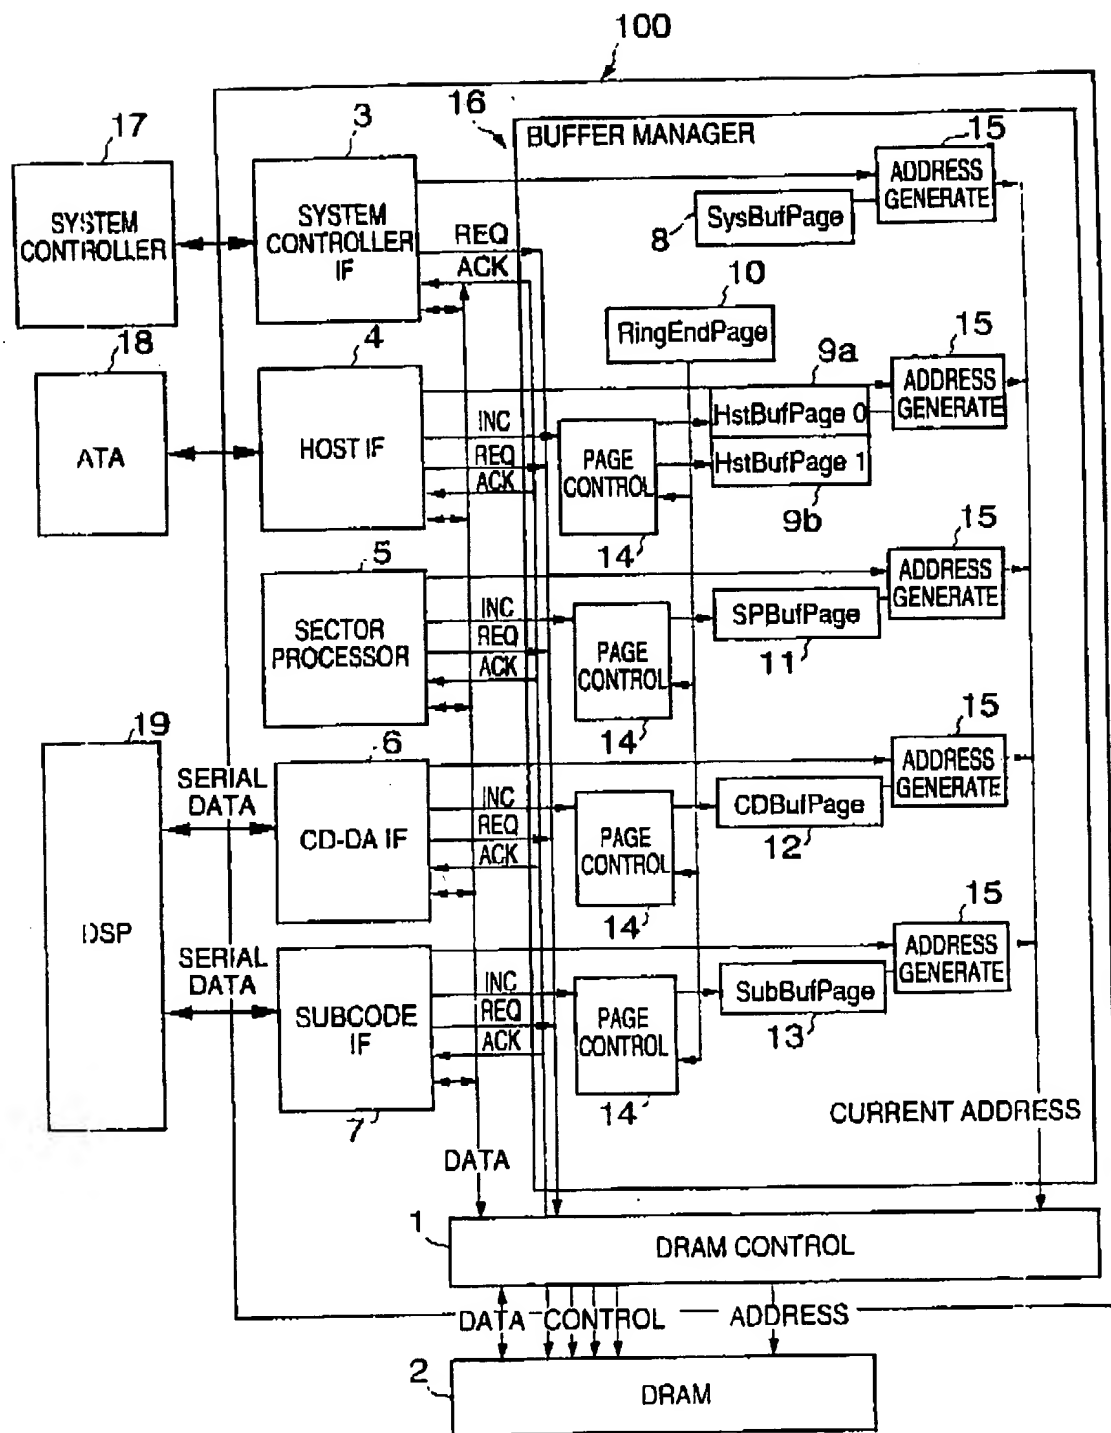 100
16
BUFFER MANAGER
17
SYSTEM
CONTROLLER
3
SYSTEM
CONTROLLER
IF
REQ
ACK
15
ADDRESS
GENERATE
8
SysBufPage
10
RingEndPage
18
ATA
4
HOST IF
INC
REQ
ACK
PAGE
CONTROL
14
9a
HstBufPage 0
HstBufPage 1
9b
15
ADDRESS
GENERATE
5
SECTOR
PROCESSOR
INC
REQ
ACK
PAGE
CONTROL
14
SPBufPage
11
15
ADDRESS
GENERATE
19
DSP
SERIAL
DATA
6
CD-DA IF
INC
REQ
ACK
PAGE
CONTROL
14
CDBufPage
12
15
ADDRESS
GENERATE
SERIAL
DATA
SUBCODE
IF
7
INC
REQ
ACK
PAGE
CONTROL
14
SubBufPage
13
15
ADDRESS
GENERATE
CURRENT ADDRESS
DATA
1
DRAM CONTROL
DATA CONTROL ADDRESS
2
DRAM